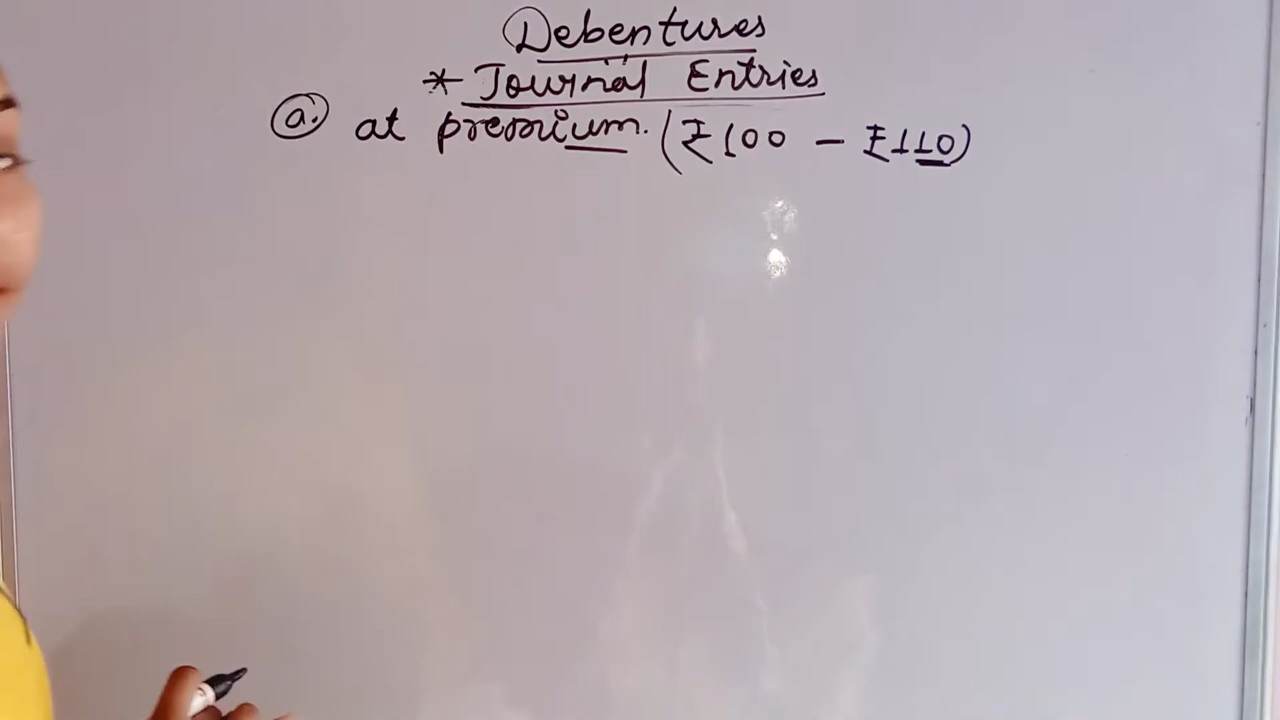 Debentures
* Journal Entries
(a.) at premium. (₹100 - ₹110)